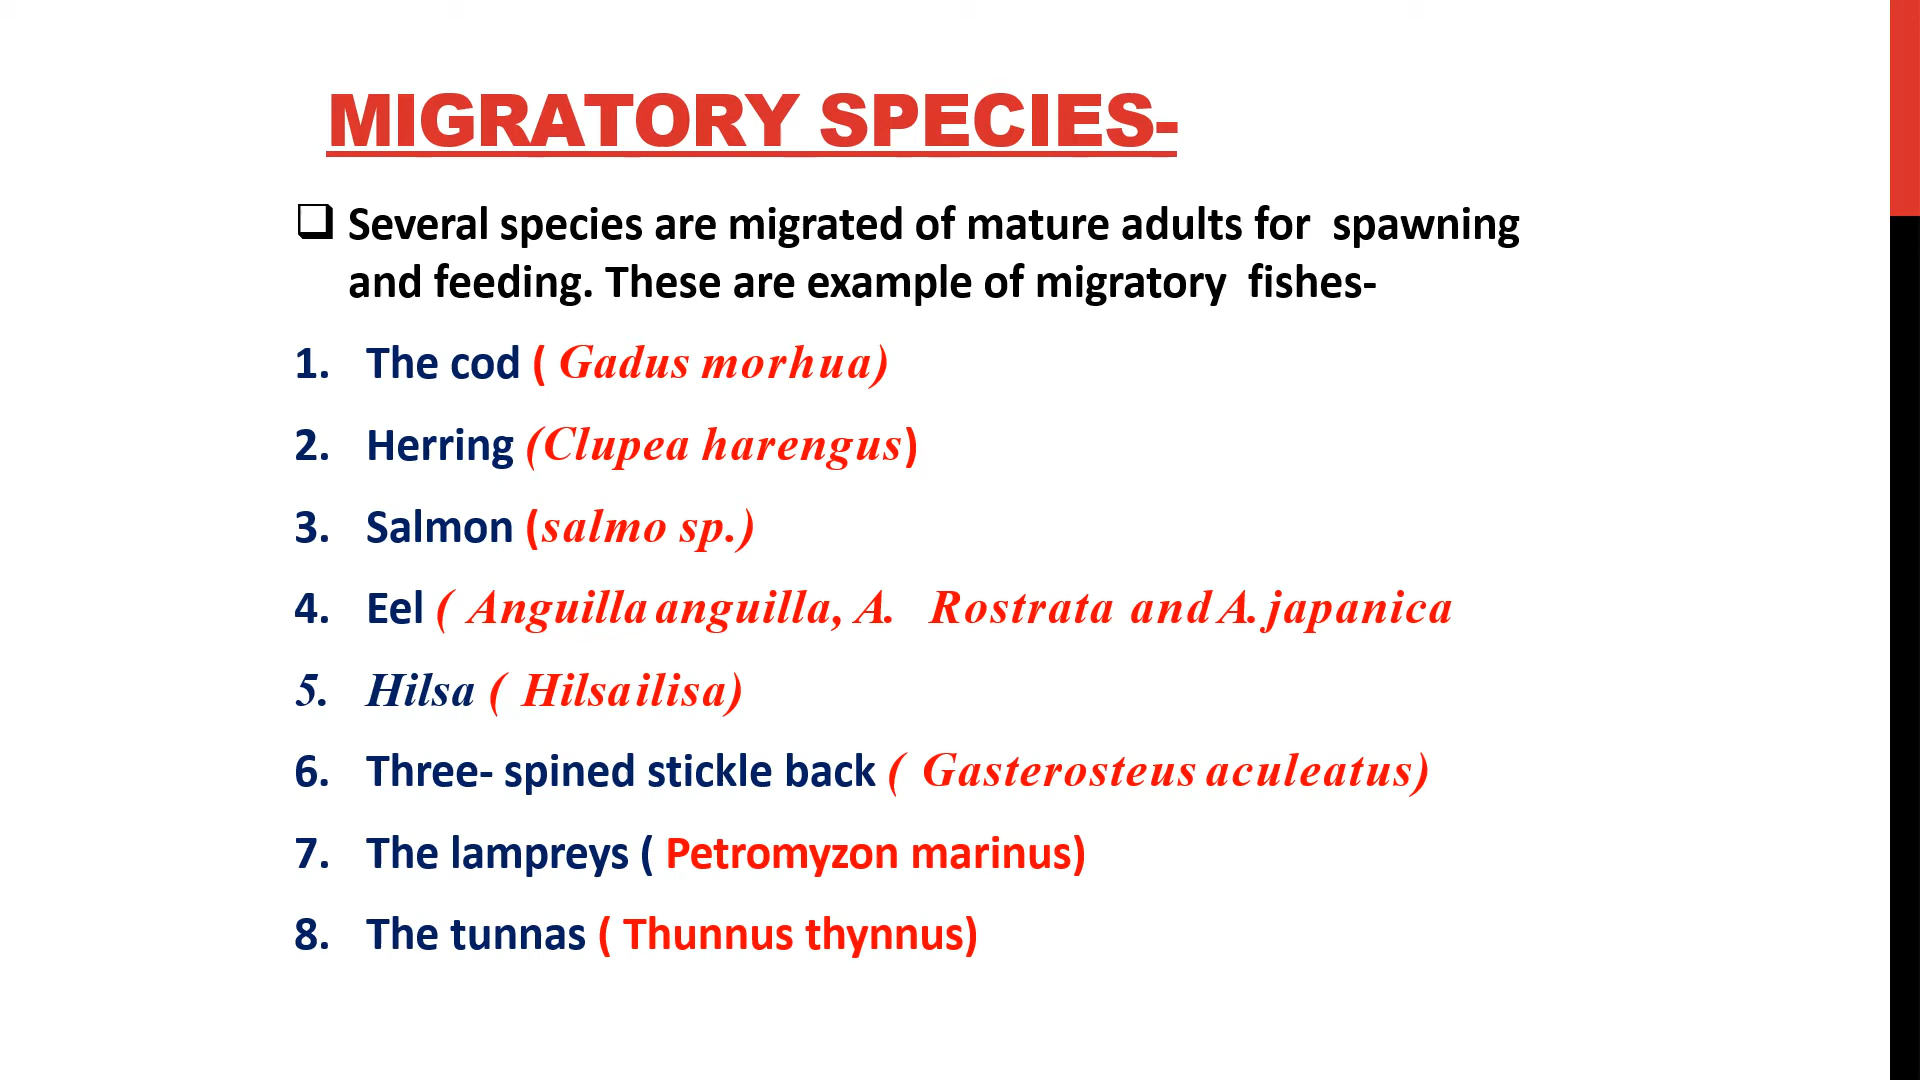 MIGRATORY SPECIES-
Several species are migrated of mature adults for spawning
and feeding. These are example of migratory fishes-
1. The cod ( Gadus morhua)
2. Herring (Clupea harengus)
3. Salmon (salmo sp.)
4. Eel ( Anguilla anguilla, A. Rostrata and A. japanica
5. Hilsa ( Hilsa ilisa)
6. Three- spined stickle back ( Gasterosteus aculeatus)
7. The lampreys ( Petromyzon marinus)
8. The tunnas ( Thunnus thynnus)